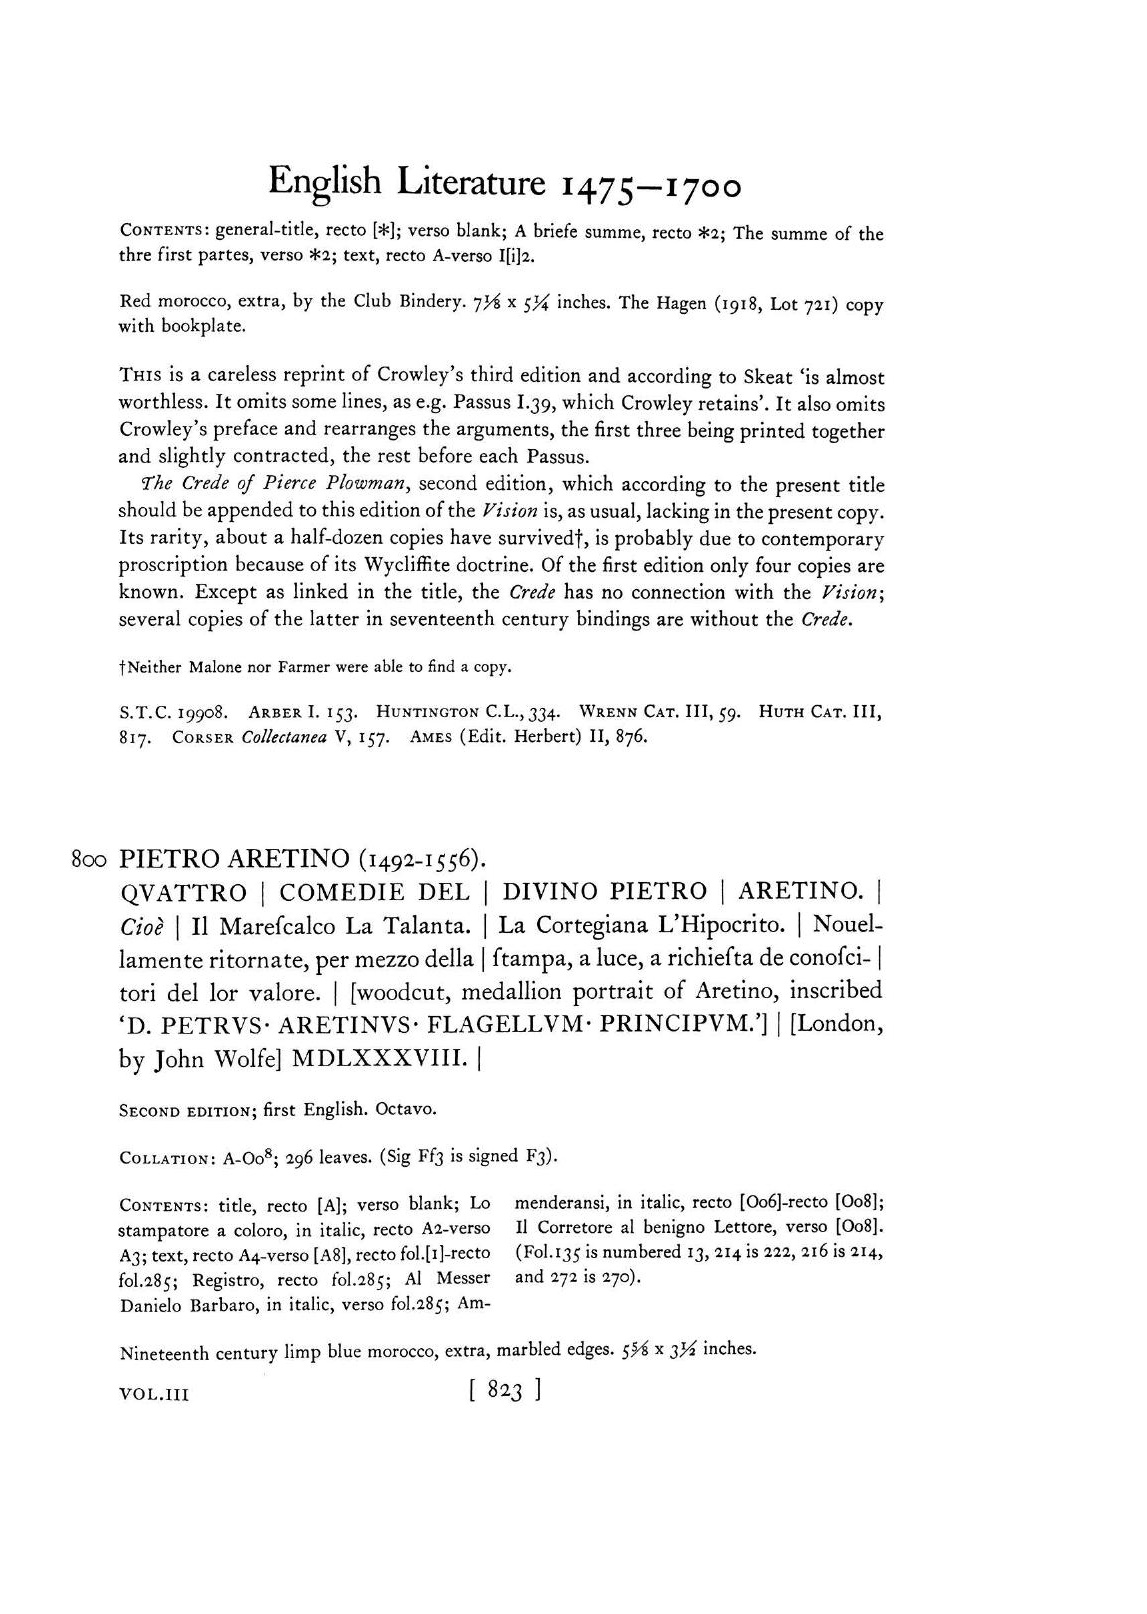 English Literature 1475—1700
CONTENTS: general-title, recto [*]; verso blank; A briefe summe, recto *2; The summe of the
thre first partes, verso *2; text, recto A-verso I[i]2.
Red morocco, extra, by the Club Bindery. 7⅛ x 5¼ inches. The Hagen (1918, Lot 721) copy
with bookplate.
THIS is a careless reprint of Crowley's third edition and according to Skeat 'is almost
worthless. It omits some lines, as e.g. Passus I.39, which Crowley retains'. It also omits
Crowley's preface and rearranges the arguments, the first three being printed together
and slightly contracted, the rest before each Passus.
The Crede of Pierce Plowman, second edition, which according to the present title
should be appended to this edition of the Vision is, as usual, lacking in the present copy.
Its rarity, about a half-dozen copies have survived†, is probably due to contemporary
proscription because of its Wycliffite doctrine. Of the first edition only four copies are
known. Except as linked in the title, the Crede has no connection with the Vision;
several copies of the latter in seventeenth century bindings are without the Crede.
†Neither Malone nor Farmer were able to find a copy.
S.T.C. 19908. ARBER I. 153. HUNTINGTON C.L., 334. WRENN CAT. III, 59. HUTH CAT. III,
817. CORSER Collectanea V, 157. AMES (Edit. Herbert) II, 876.
800 PIETRO ARETINO (1492-1556).
QVATTRO | COMEDIE DEL | DIVINO PIETRO | ARETINO. |
Cioè | Il Mareſcalco La Talanta. | La Cortegiana L'Hipocrito. | Nouel-
lamente ritornate, per mezzo della | ſtampa, a luce, a richieſta de conoſci- |
tori del lor valore. | [woodcut, medallion portrait of Aretino, inscribed
'D. PETRVS· ARETINVS· FLAGELLVM· PRINCIPVM.'] | [London,
by John Wolfe] MDLXXXVIII. |
SECOND EDITION; first English. Octavo.
COLLATION: A-Oo⁸; 296 leaves. (Sig Ff3 is signed F3).
CONTENTS: title, recto [A]; verso blank; Lo
stampatore a coloro, in italic, recto A2-verso
A3; text, recto A4-verso [A8], recto fol.[1]-recto
fol.285; Registro, recto fol.285; Al Messer
Danielo Barbaro, in italic, verso fol.285; Am-
menderansi, in italic, recto [Oo6]-recto [Oo8];
Il Corretore al benigno Lettore, verso [Oo8].
(Fol.135 is numbered 13, 214 is 222, 216 is 214,
and 272 is 270).
Nineteenth century limp blue morocco, extra, marbled edges. 5⅝ x 3½ inches.
VOL.III [ 823 ]